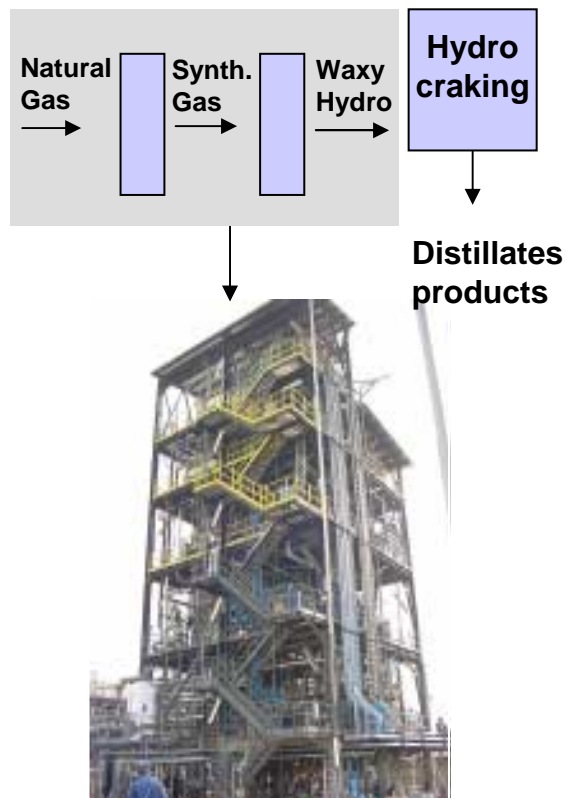 Natural
Gas
Synth.
Gas
Waxy
Hydro
Hydro
craking
Distillates
products